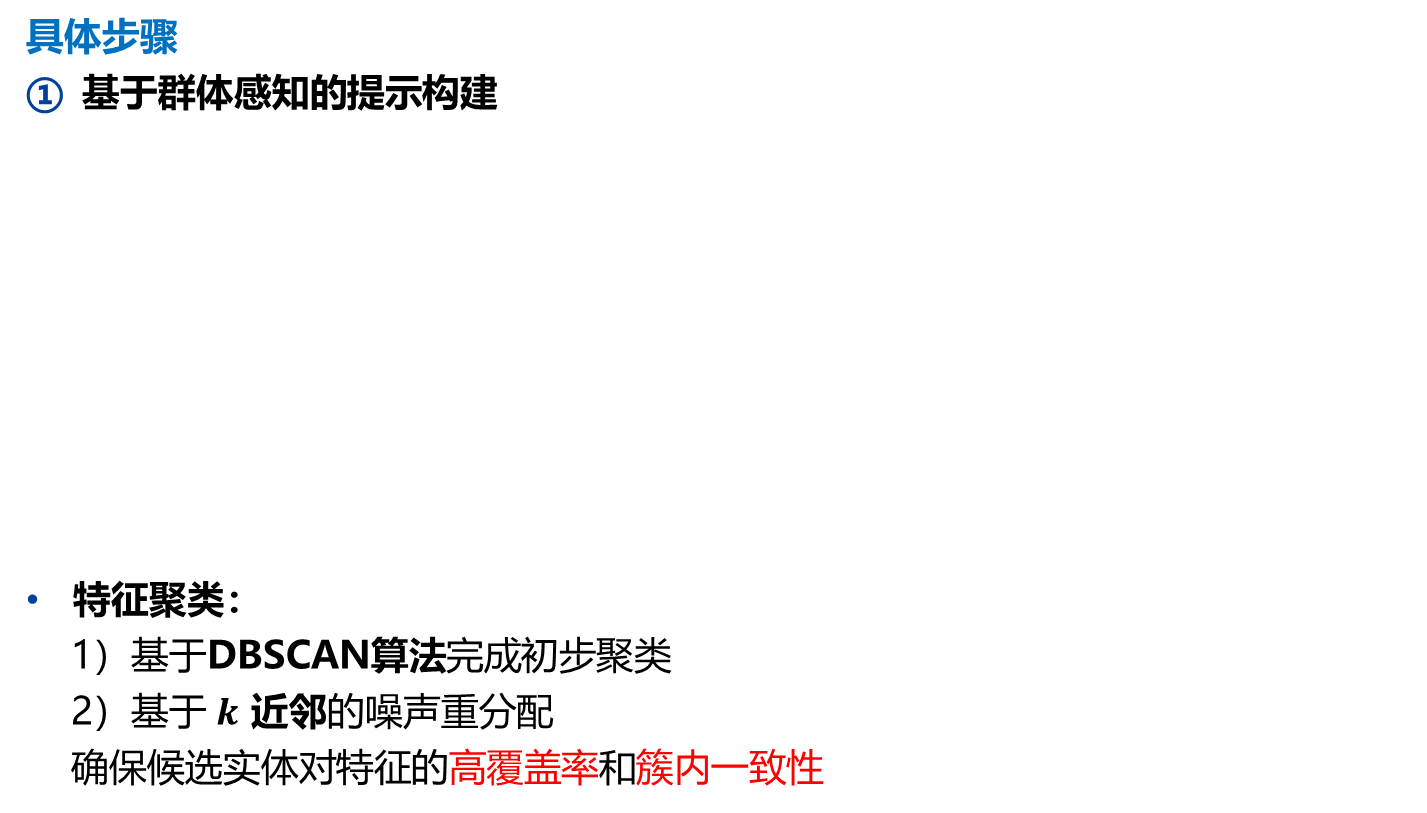 具体步骤
① 基于群体感知的提示构建
• 特征聚类：
1）基于DBSCAN算法完成初步聚类
2）基于 k 近邻的噪声重分配
确保候选实体对特征的高覆盖率和簇内一致性